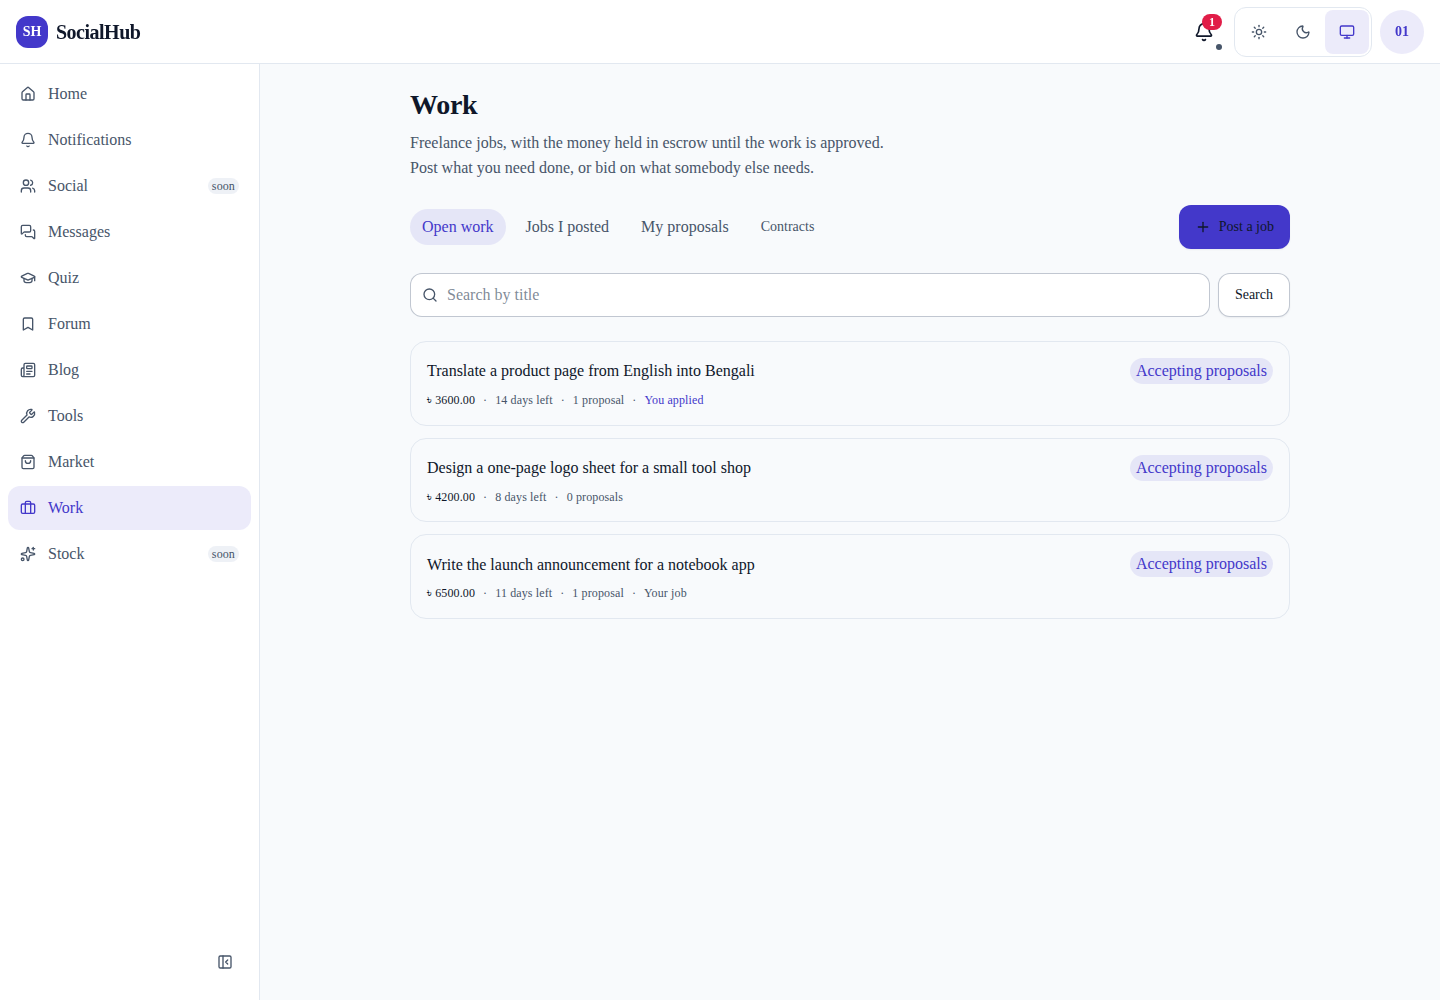 SH SocialHub
1
01
Home
Notifications
Social soon
Messages
Quiz
Forum
Blog
Tools
Market
Work
Stock soon
Work
Freelance jobs, with the money held in escrow until the work is approved.
Post what you need done, or bid on what somebody else needs.
Open work Jobs I posted My proposals Contracts Post a job
Search by title Search
Translate a product page from English into Bengali Accepting proposals
৳ 3600.00 · 14 days left · 1 proposal · You applied
Design a one-page logo sheet for a small tool shop Accepting proposals
৳ 4200.00 · 8 days left · 0 proposals
Write the launch announcement for a notebook app Accepting proposals
৳ 6500.00 · 11 days left · 1 proposal · Your job